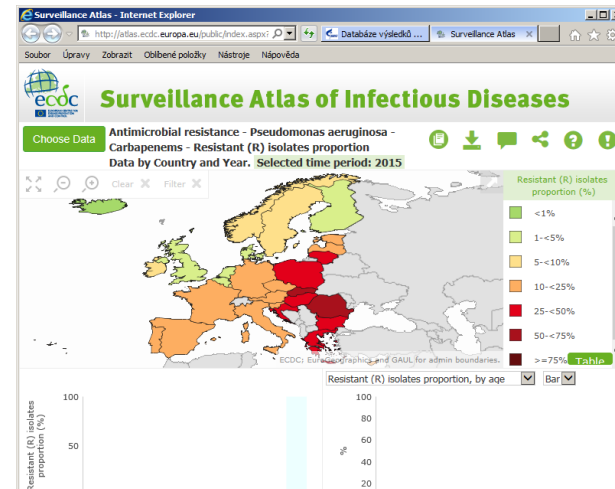 Surveillance Atlas - Internet Explorer
http://atlas.ecdc.europa.eu/public/index.aspx?
Databáze výsledků ...
Surveillance Atlas
Soubor Úpravy Zobrazit Oblíbené položky Nástroje Nápověda
ecdc
Surveillance Atlas of Infectious Diseases
Choose Data
Antimicrobial resistance - Pseudomonas aeruginosa -
Carbapenems - Resistant (R) isolates proportion
Data by Country and Year. Selected time period: 2015
Clear Filter
Resistant (R) isolates
proportion (%)
<1%
1-<5%
5-<10%
10-<25%
25-<50%
50-<75%
>=75%
Table
ECDC: EuroGeographics and GAUL for admin boundaries.
Resistant (R) isolates proportion, by age
Bar
Resistant (R) isolates
proportion (%)
100
50
%
100
80
60
40
20